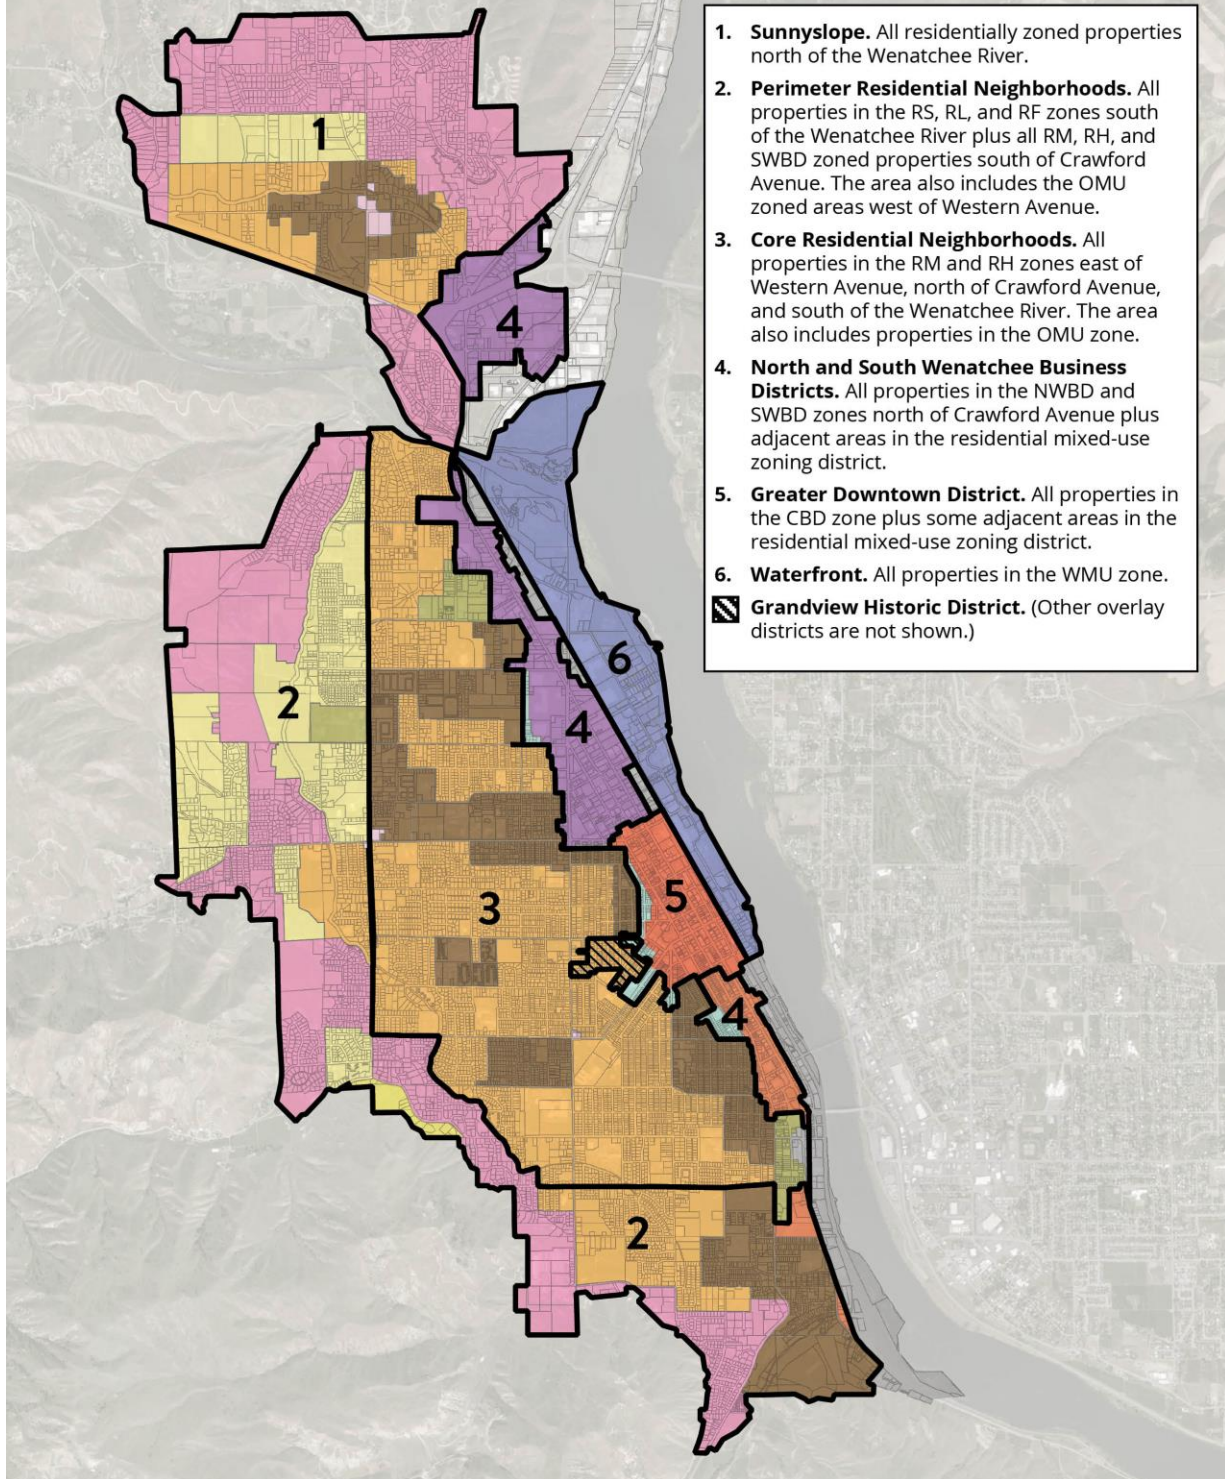 1. Sunnyslope. All residentially zoned properties
north of the Wenatchee River.
2. Perimeter Residential Neighborhoods. All
properties in the RS, RL, and RF zones south
of the Wenatchee River plus all RM, RH, and
SWBD zoned properties south of Crawford
Avenue. The area also includes the OMU
zoned areas west of Western Avenue.
3. Core Residential Neighborhoods. All
properties in the RM and RH zones east of
Western Avenue, north of Crawford Avenue,
and south of the Wenatchee River. The area
also includes properties in the OMU zone.
4. North and South Wenatchee Business
Districts. All properties in the NWBD and
SWBD zones north of Crawford Avenue plus
adjacent areas in the residential mixed-use
zoning district.
5. Greater Downtown District. All properties in
the CBD zone plus some adjacent areas in the
residential mixed-use zoning district.
6. Waterfront. All properties in the WMU zone.
Grandview Historic District. (Other overlay
districts are not shown.)
1
4
6
2
4
5
3
4
2